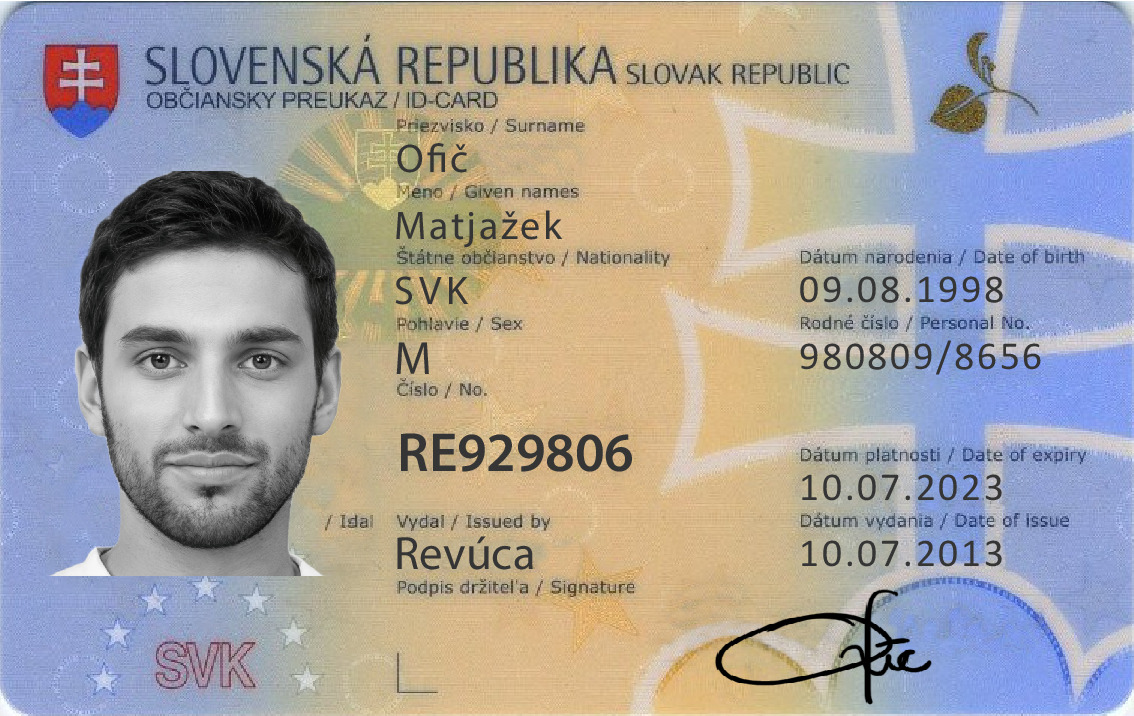 SLOVENSKÁ REPUBLIKA SLOVAK REPUBLIC
OBČIANSKY PREUKAZ / ID-CARD
Priezvisko / Surname
Ofič
Meno / Given names
Matjažek
Štátne občianstvo / Nationality
SVK
Pohlavie / Sex
M
Číslo / No.
RE929806
Dátum narodenia / Date of birth
09.08.1998
Rodné číslo / Personal No.
980809/8656
Dátum platnosti / Date of expiry
10.07.2023
Dátum vydania / Date of issue
10.07.2013
Vydal / Issued by
Revúca
Podpis držiteľa / Signature
SVK